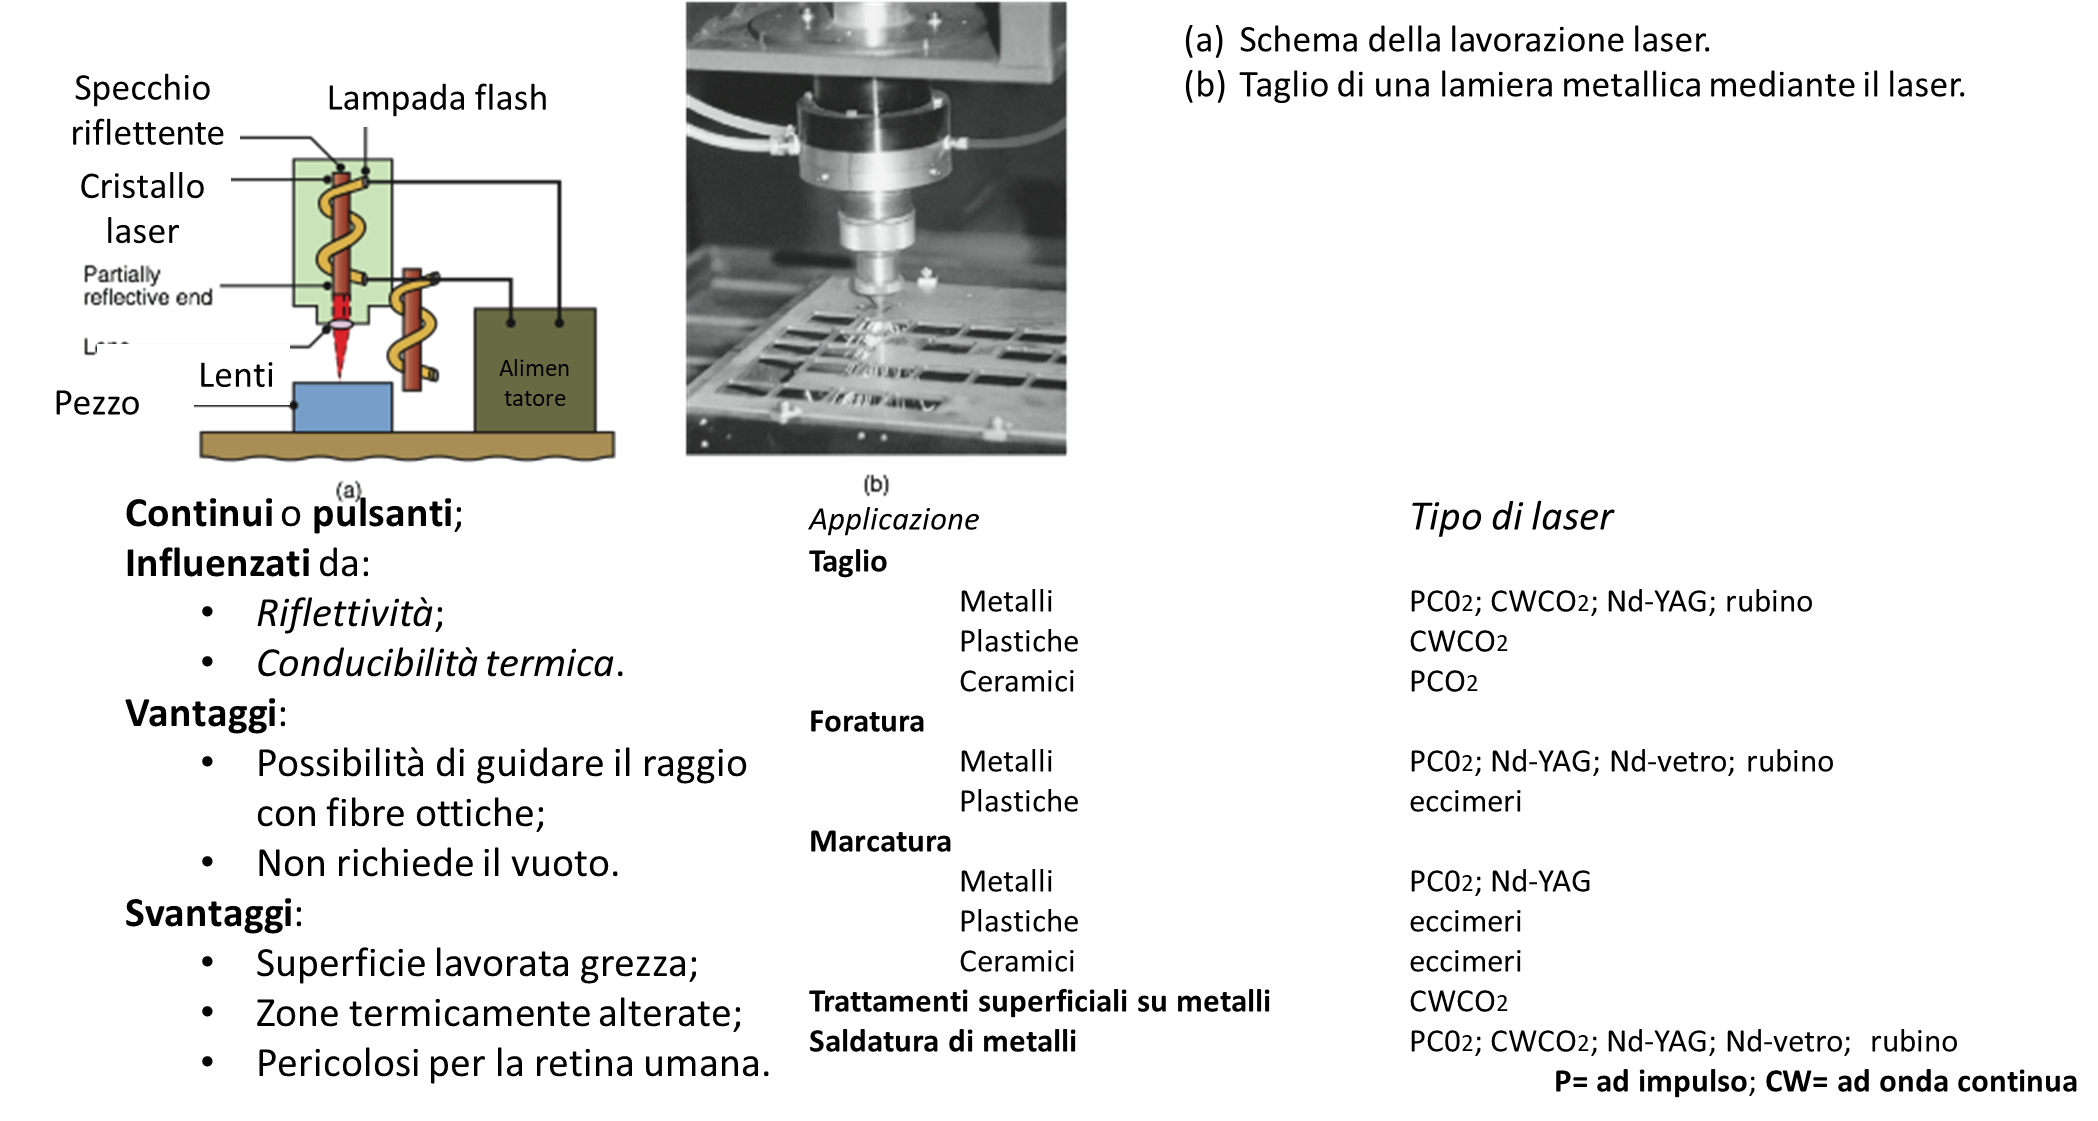 (a) Schema della lavorazione laser.
(b) Taglio di una lamiera metallica mediante il laser.
Specchio
riflettente
Lampada flash
Cristallo
laser
Partially
reflective end
Lenti
Pezzo
Alimen
tatore
(a)
(b)
Continui o pulsanti;
Influenzati da:
• Riflettività;
• Conducibilità termica.
Vantaggi:
• Possibilità di guidare il raggio
con fibre ottiche;
• Non richiede il vuoto.
Svantaggi:
• Superficie lavorata grezza;
• Zone termicamente alterate;
• Pericolosi per la retina umana.
Applicazione Tipo di laser
Taglio
Metalli PC02; CWCO2; Nd-YAG; rubino
Plastiche CWCO2
Ceramici PCO2
Foratura
Metalli PC02; Nd-YAG; Nd-vetro; rubino
Plastiche eccimeri
Marcatura
Metalli PC02; Nd-YAG
Plastiche eccimeri
Ceramici eccimeri
Trattamenti superficiali su metalli CWCO2
Saldatura di metalli PC02; CWCO2; Nd-YAG; Nd-vetro; rubino
P= ad impulso; CW= ad onda continua